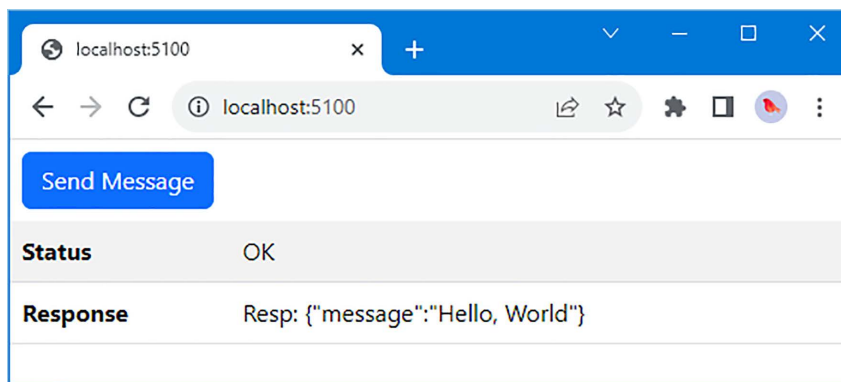 localhost:5100
localhost:5100
Send Message
Status OK
Response Resp: {"message":"Hello, World"}